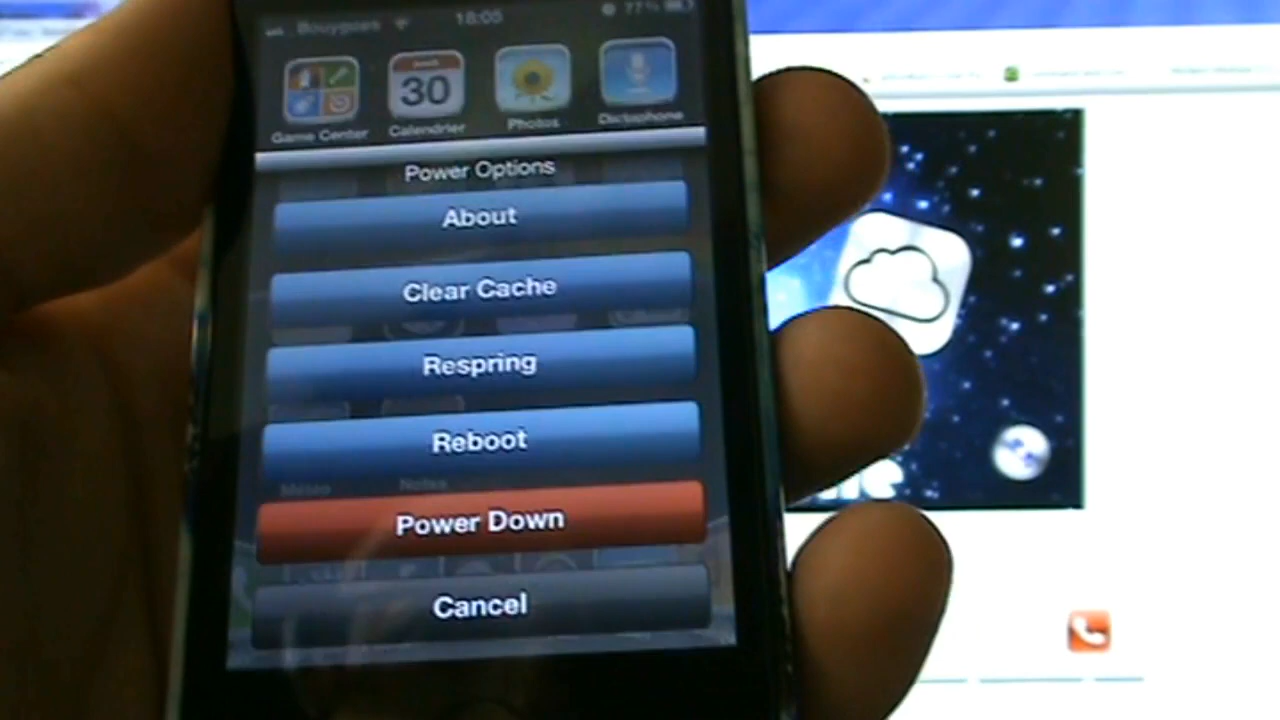 Bouygues 18:05 77%
Game Center Calendrier Photos Dictaphone
30
Power Options
About
Clear Cache
Respring
Reboot
Mémo Notes
Power Down
Cancel